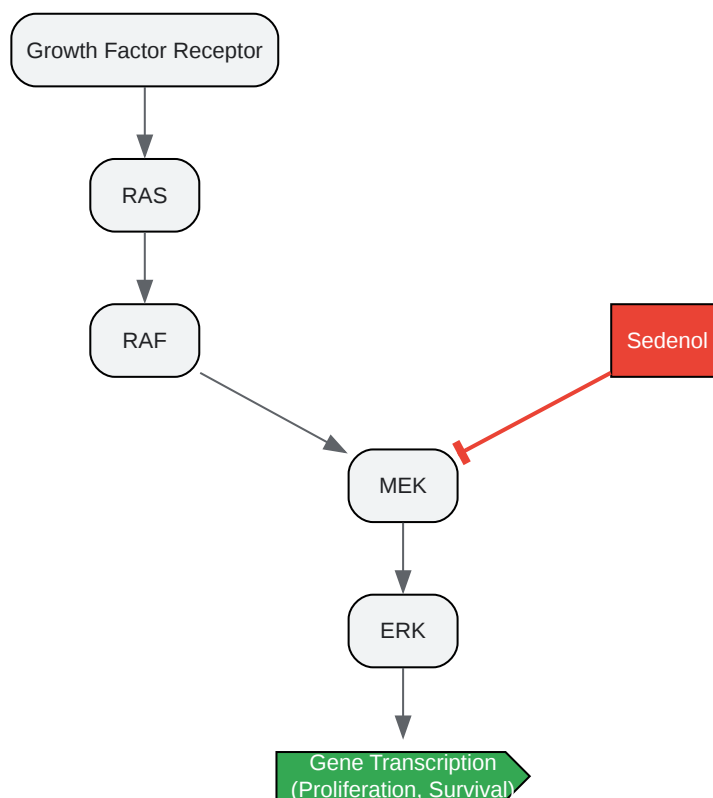 Growth Factor Receptor
RAS
RAF
Sedenol
MEK
ERK
Gene Transcription
(Proliferation, Survival)